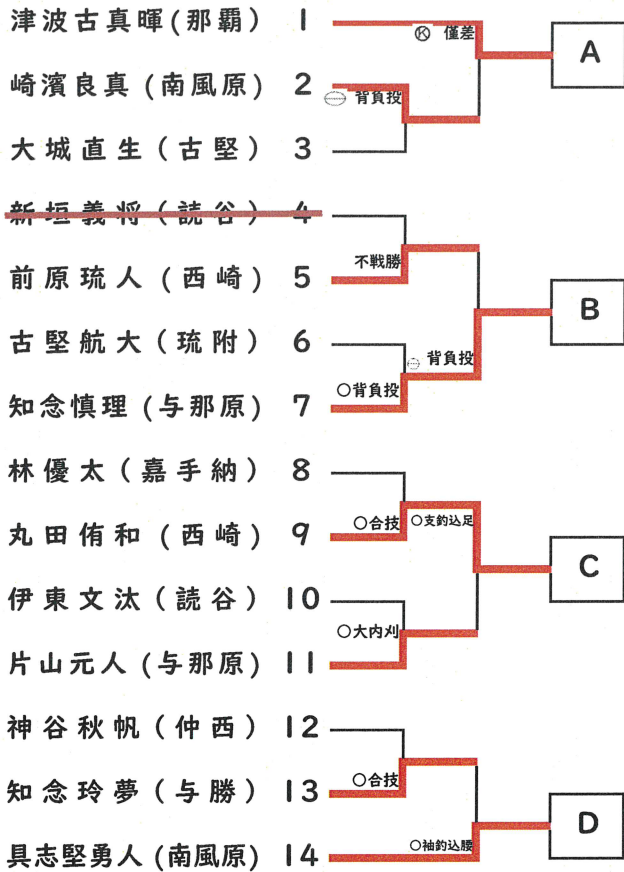 津波古真暉(那覇) 1
Ⓚ 僅差
A
崎濱良真(南風原) 2
背負投
大城直生(古堅) 3
新垣義将(読谷) 4
不戦勝
前原琉人(西崎) 5
B
古堅航大(琉附) 6
背負投
○背負投
知念慎理(与那原) 7
林優太(嘉手納) 8
○合技
○支釣込足
丸田侑和(西崎) 9
C
伊東文汰(読谷) 10
○大内刈
片山元人(与那原) 11
神谷秋帆(仲西) 12
○合技
知念玲夢(与勝) 13
D
○袖釣込腰
具志堅勇人(南風原) 14